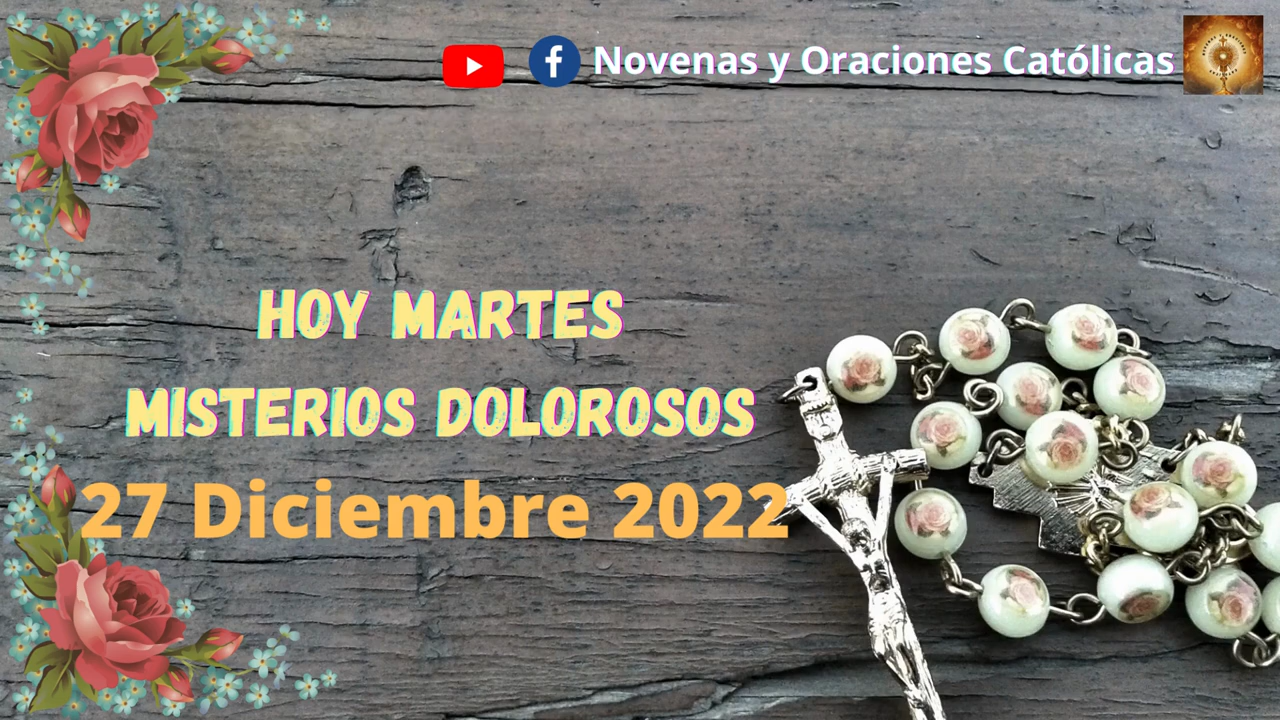 Novenas y Oraciones Católicas
HOY MARTES
MISTERIOS DOLOROSOS
27 Diciembre 2022